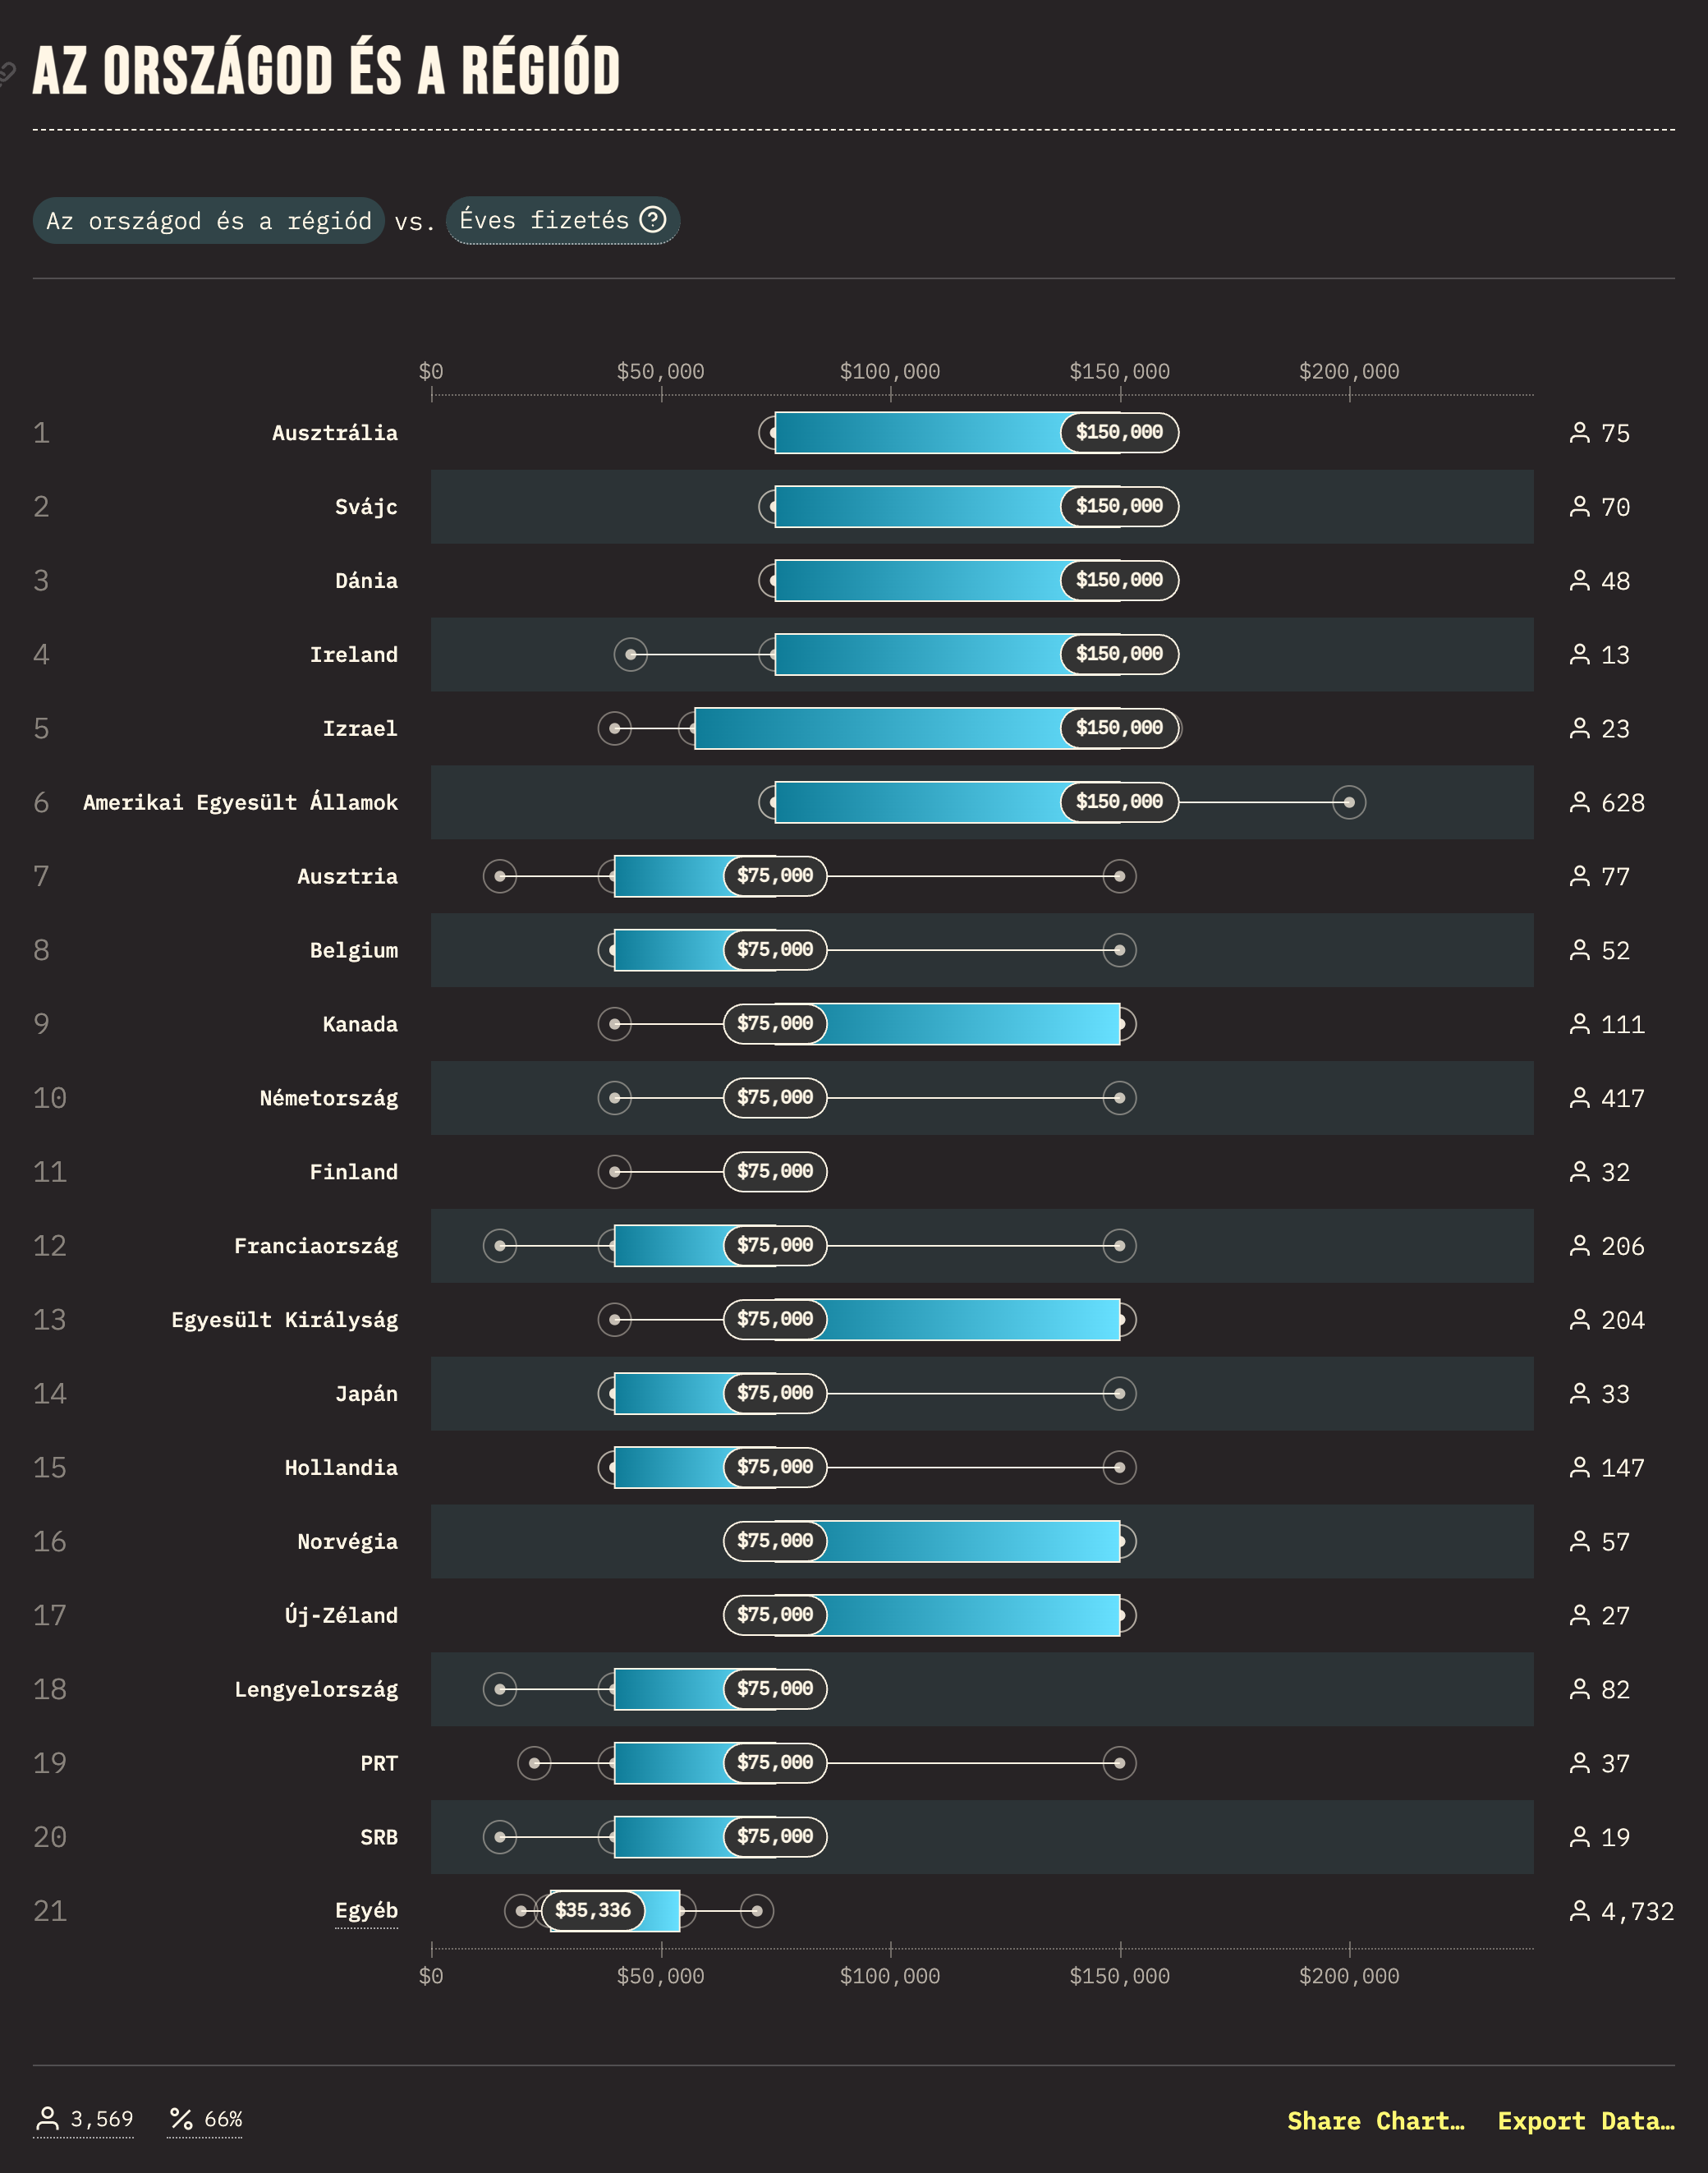 AZ ORSZÁGOD ÉS A RÉGIÓD
Az országod és a régiód vs. Éves fizetés
$0 $50,000 $100,000 $150,000 $200,000
1 Ausztrália $150,000 75
2 Svájc $150,000 70
3 Dánia $150,000 48
4 Ireland $150,000 13
5 Izrael $150,000 23
6 Amerikai Egyesült Államok $150,000 628
7 Ausztria $75,000 77
8 Belgium $75,000 52
9 Kanada $75,000 111
10 Németország $75,000 417
11 Finland $75,000 32
12 Franciaország $75,000 206
13 Egyesült Királyság $75,000 204
14 Japán $75,000 33
15 Hollandia $75,000 147
16 Norvégia $75,000 57
17 Új-Zéland $75,000 27
18 Lengyelország $75,000 82
19 PRT $75,000 37
20 SRB $75,000 19
21 Egyéb $35,336 4,732
$0 $50,000 $100,000 $150,000 $200,000
3,569 66% Share Chart… Export Data…